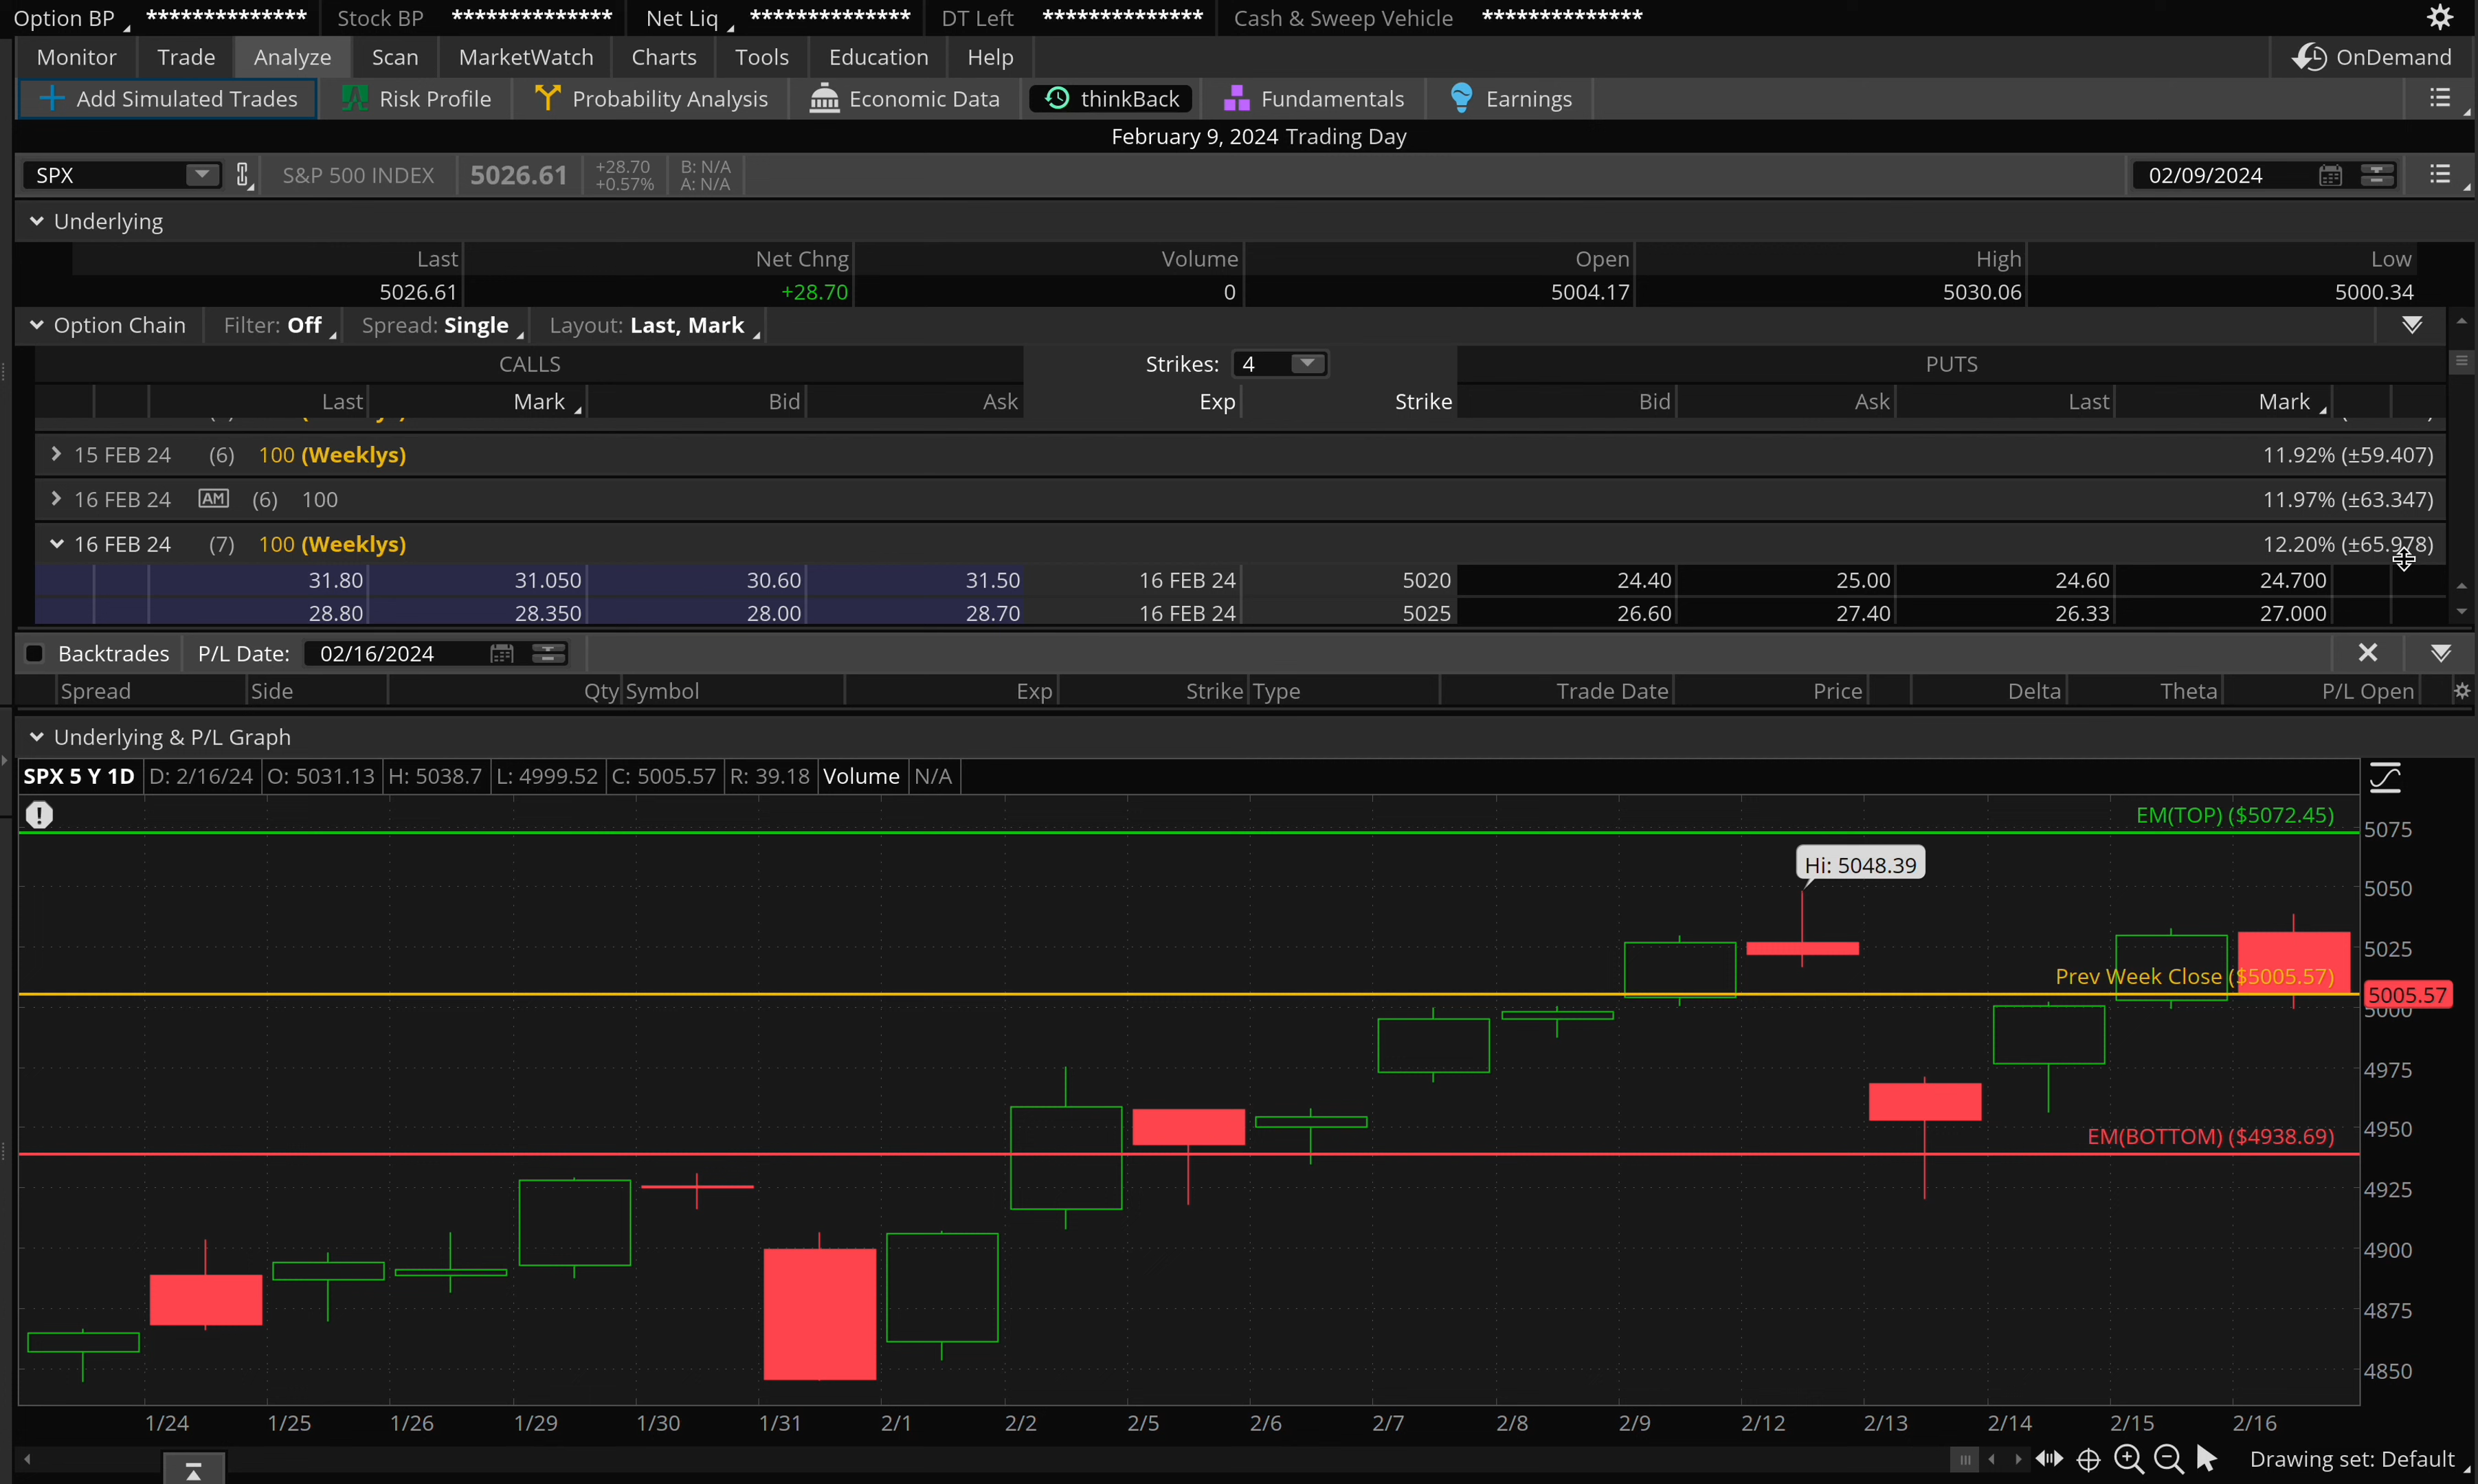 Option BP ************** Stock BP ************** Net Liq ************** DT Left ************** Cash & Sweep Vehicle **************
Monitor Trade Analyze Scan MarketWatch Charts Tools Education Help OnDemand
Add Simulated Trades Risk Profile Probability Analysis Economic Data thinkBack Fundamentals Earnings
February 9, 2024 Trading Day
SPX S&P 500 INDEX 5026.61 +28.70 B: N/A 02/09/2024
+0.57% A: N/A
Underlying
Last Net Chng Volume Open High Low
5026.61 +28.70 0 5004.17 5030.06 5000.34
Option Chain Filter: Off Spread: Single Layout: Last, Mark
CALLS Strikes: 4 PUTS
Last Mark Bid Ask Exp Strike Bid Ask Last Mark
15 FEB 24 (6) 100 (Weeklys) 11.92% (±59.407)
16 FEB 24 AM (6) 100 11.97% (±63.347)
16 FEB 24 (7) 100 (Weeklys) 12.20% (±65.978)
31.80 31.050 30.60 31.50 16 FEB 24 5020 24.40 25.00 24.60 24.700
28.80 28.350 28.00 28.70 16 FEB 24 5025 26.60 27.40 26.33 27.000
Backtrades P/L Date: 02/16/2024
Spread Side Qty Symbol Exp Strike Type Trade Date Price Delta Theta P/L Open
Underlying & P/L Graph
SPX 5 Y 1D D: 2/16/24 O: 5031.13 H: 5038.7 L: 4999.52 C: 5005.57 R: 39.18 Volume N/A
EM(TOP) ($5072.45)
5075
Hi: 5048.39
5050
5025
Prev Week Close ($5005.57)
5005.57
5000
4975
4950
EM(BOTTOM) ($4938.69)
4925
4900
4875
4850
1/24 1/25 1/26 1/29 1/30 1/31 2/1 2/2 2/5 2/6 2/7 2/8 2/9 2/12 2/13 2/14 2/15 2/16
Drawing set: Default